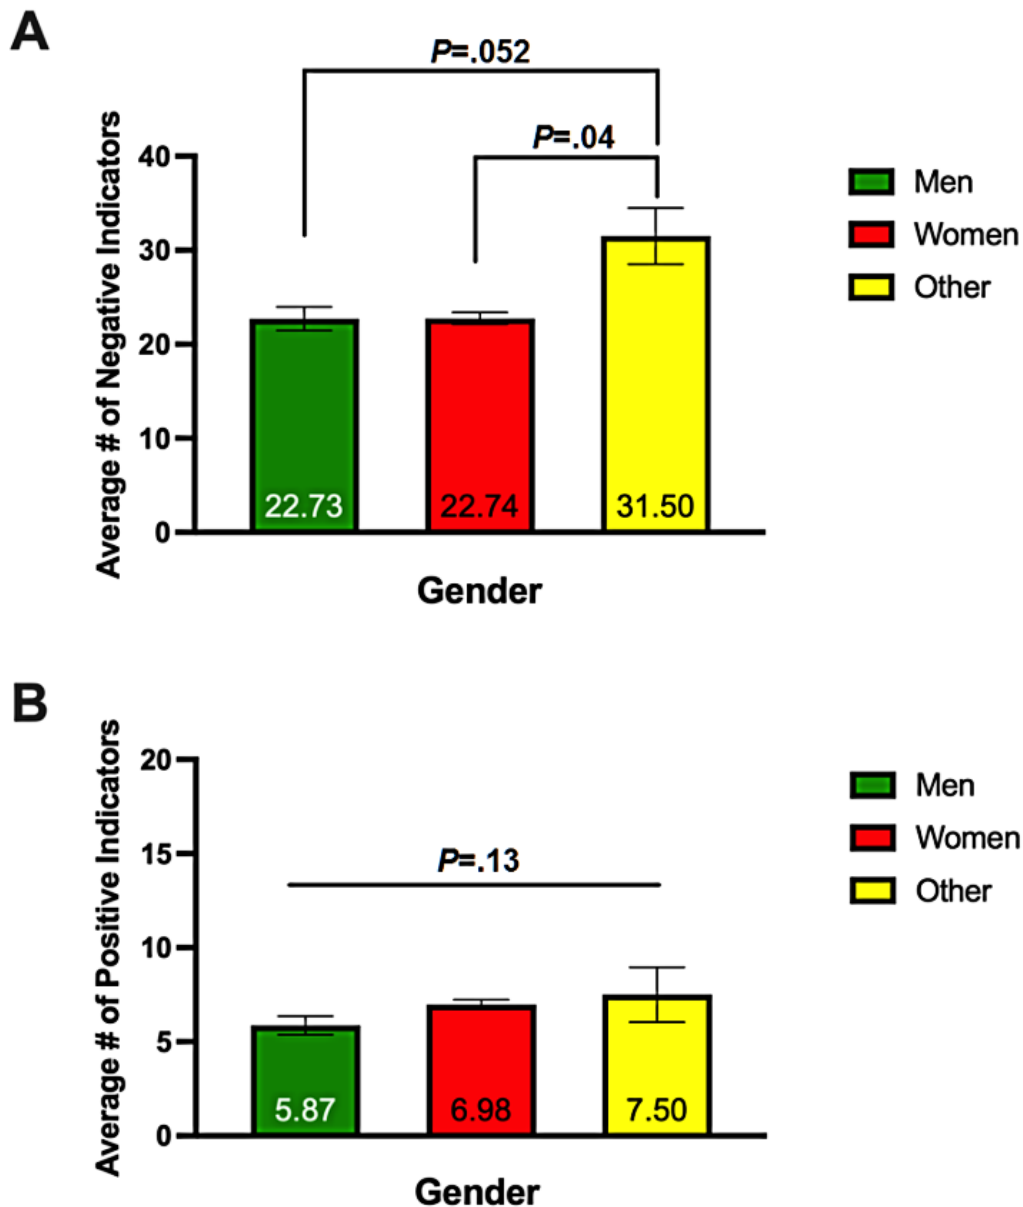 A
P=.052
P=.04
Average # of Negative Indicators
40
30
20
10
0
22.73
22.74
31.50
Gender
Men
Women
Other
B
P=.13
Average # of Positive Indicators
20
15
10
5
0
5.87
6.98
7.50
Gender
Men
Women
Other